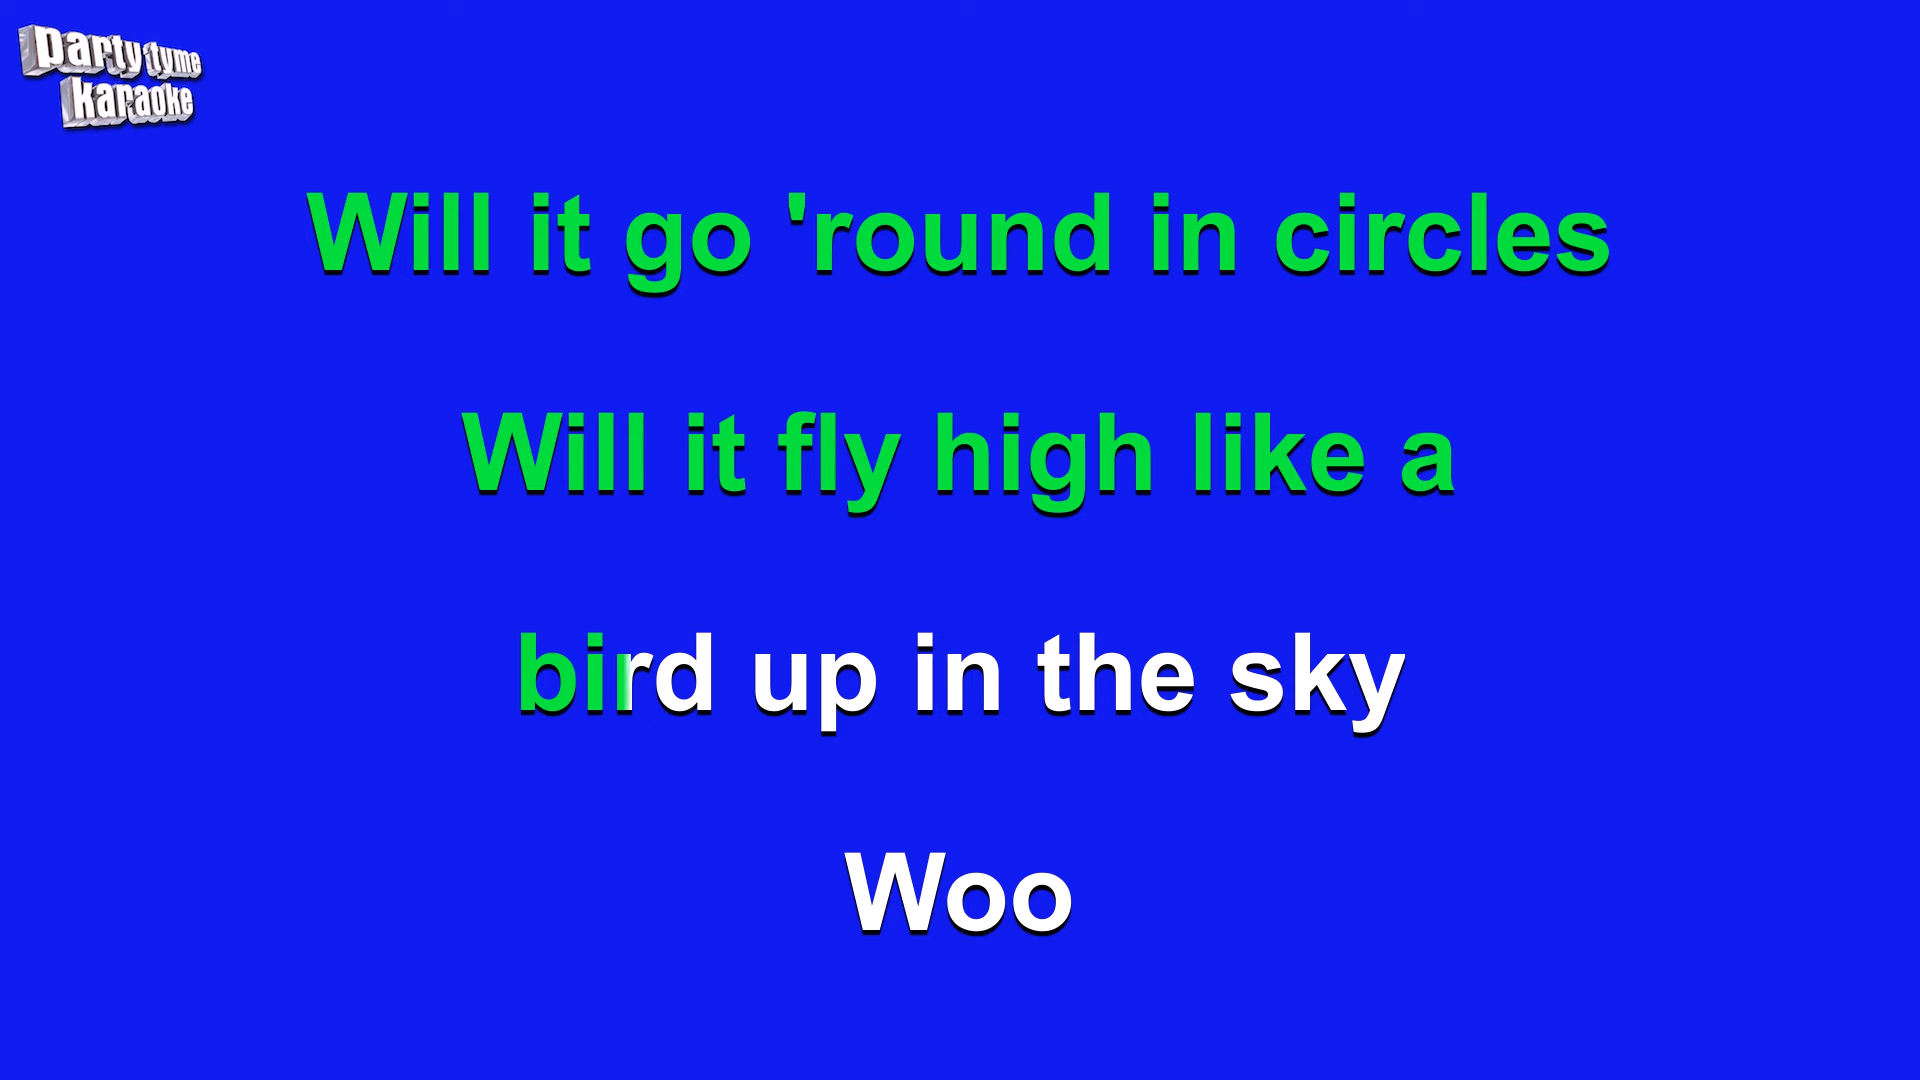 party tyme
karaoke
Will it go 'round in circles
Will it fly high like a
bird up in the sky
Woo